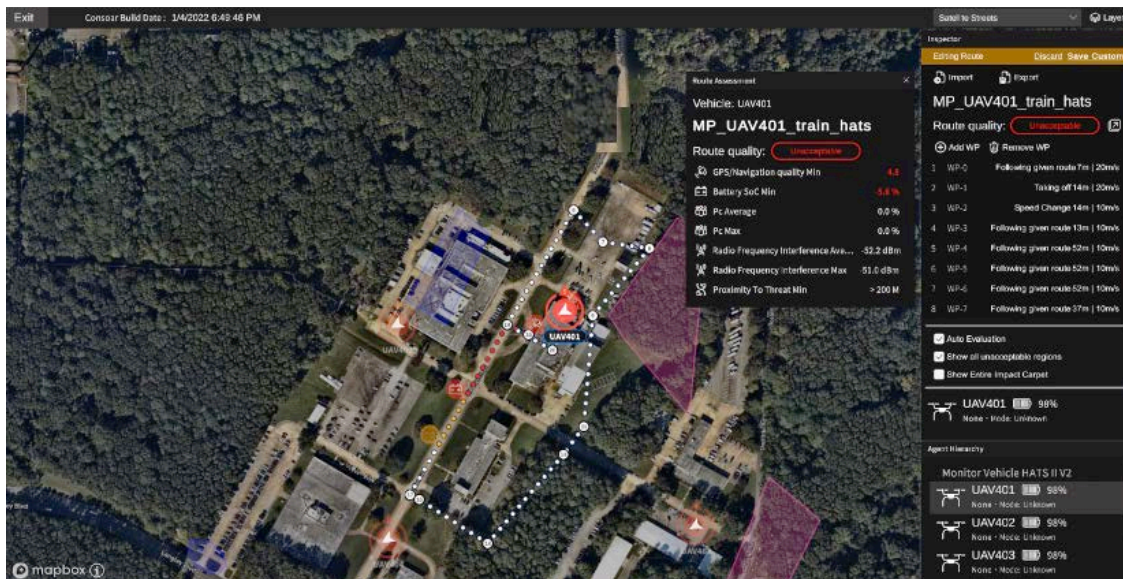 Exit
Consoar Build Date: 1/4/2022 6:49:46 PM
Satellite Streets
Layer
Inspector
Editing Route
Discard Save Custom
Import
Export
MP_UAV401_train_hats
Route quality: Unacceptable
Add WP
Remove WP
1 WP-0 Following given route 7m | 20m/s
2 WP-1 Taking off 14m | 20m/s
3 WP-2 Speed Change 14m | 10m/s
4 WP-3 Following given route 13m | 10m/s
5 WP-4 Following given route 52m | 10m/s
6 WP-5 Following given route 52m | 10m/s
7 WP-6 Following given route 52m | 10m/s
8 WP-7 Following given route 37m | 10m/s
Auto Evaluation
Show all unacceptable regions
Show Entire Impact Carpet
UAV401 98%
None - Mode: Unknown
Agent Hierarchy
Monitor Vehicle HATS II V2
UAV401 98%
None - Mode: Unknown
UAV402 98%
None - Mode: Unknown
UAV403 98%
None - Mode: Unknown
Route Assessment
Vehicle: UAV401
MP_UAV401_train_hats
Route quality: Unacceptable
GPS/Navigation quality Min 4.8
Battery SoC Min -5.6 %
Pc Average 0.0 %
Pc Max 0.0 %
Radio Frequency Interference Ave... -52.2 dBm
Radio Frequency Interference Max -51.0 dBm
Proximity To Threat Min > 200 M
UAV401
mapbox